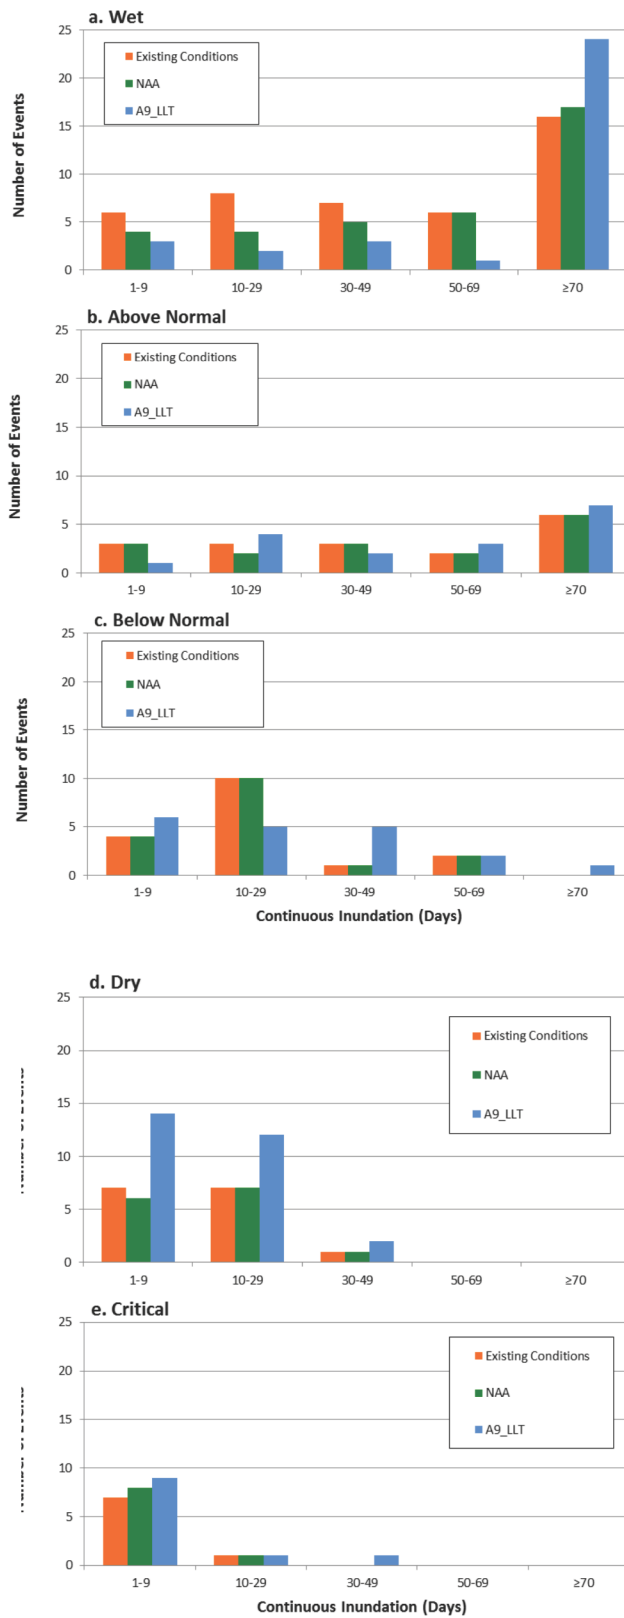 a. Wet
25
20
15
10
5
0
Number of Events
Existing Conditions
NAA
A9_LLT
1-9 10-29 30-49 50-69 ≥70
b. Above Normal
25
20
15
10
5
0
Number of Events
Existing Conditions
NAA
A9_LLT
1-9 10-29 30-49 50-69 ≥70
c. Below Normal
25
20
15
10
5
0
Number of Events
Existing Conditions
NAA
A9_LLT
1-9 10-29 30-49 50-69 ≥70
Continuous Inundation (Days)
d. Dry
25
20
15
10
5
0
Number of Events
Existing Conditions
NAA
A9_LLT
1-9 10-29 30-49 50-69 ≥70
e. Critical
25
20
15
10
5
0
Number of Events
Existing Conditions
NAA
A9_LLT
1-9 10-29 30-49 50-69 ≥70
Continuous Inundation (Days)